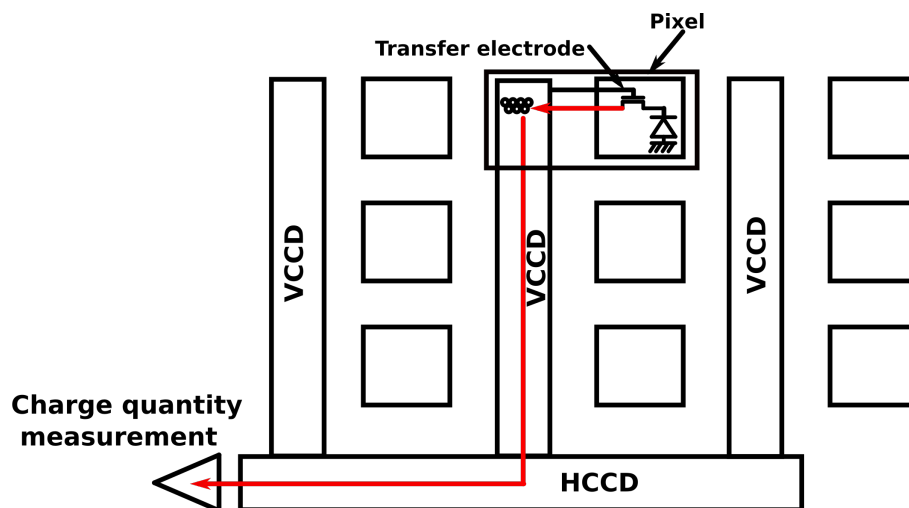 Pixel
Transfer electrode
VCCD
VCCD
VCCD
Charge quantity
measurement
HCCD